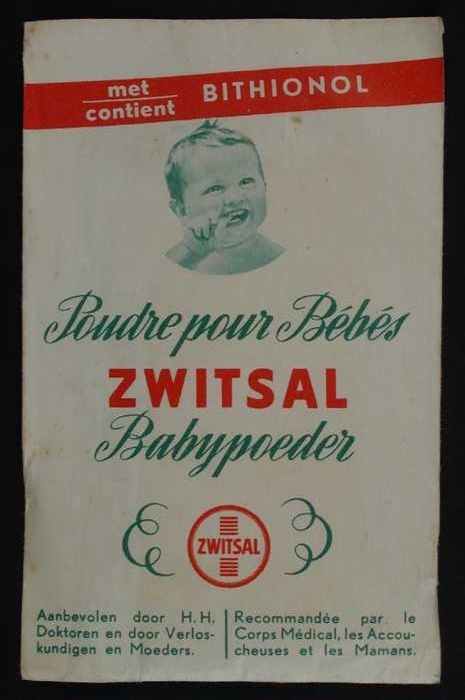 met
contient
BITHIONOL
Poudre pour Bébés
ZWITSAL
Babypoeder
ZWITSAL
Aanbevolen door H.H.
Doktoren en door Verlos-
kundigen en Moeders.
Recommandée par le
Corps Médical, les Accou-
cheuses et les Mamans.